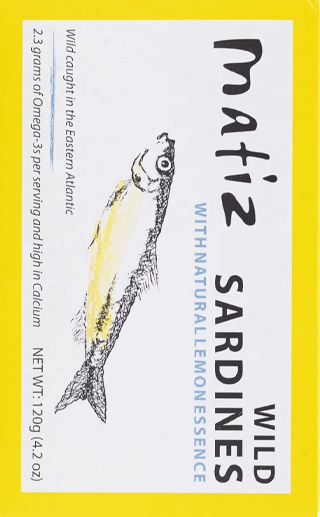 matiz
WILD
SARDINES
WITH NATURAL LEMON ESSENCE
Wild caught in the Eastern Atlantic
2.3 grams of Omega-3s per serving and high in Calcium
NET WT: 120g (4.2 oz)